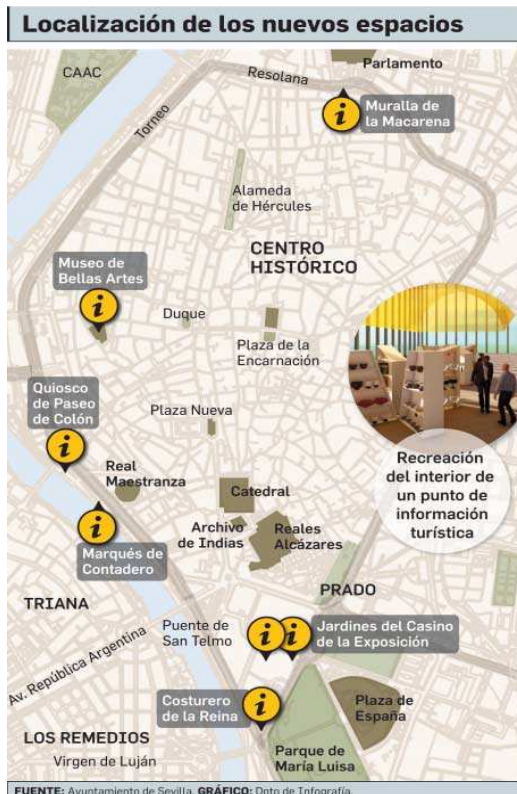 Localización de los nuevos espacios
CAAC
Resolana
Parlamento
Torneo
Muralla de
la Macarena
Alameda
de Hércules
CENTRO
HISTÓRICO
Museo de
Bellas Artes
Duque
Plaza de la
Encarnación
Quiosco
de Paseo
de Colón
Plaza Nueva
Real
Maestranza
Catedral
Recreación
del interior de
un punto de
información
turística
Archivo
de Indias
Reales
Alcázares
Marqués de
Contadero
PRADO
TRIANA
Puente de
San Telmo
Jardines del Casino
de la Exposición
Av. República Argentina
Costurero
de la Reina
Plaza de
España
LOS REMEDIOS
Virgen de Luján
Parque de
María Luisa
FUENTE: Ayuntamiento de Sevilla. GRÁFICO: Dpto de Infografía.